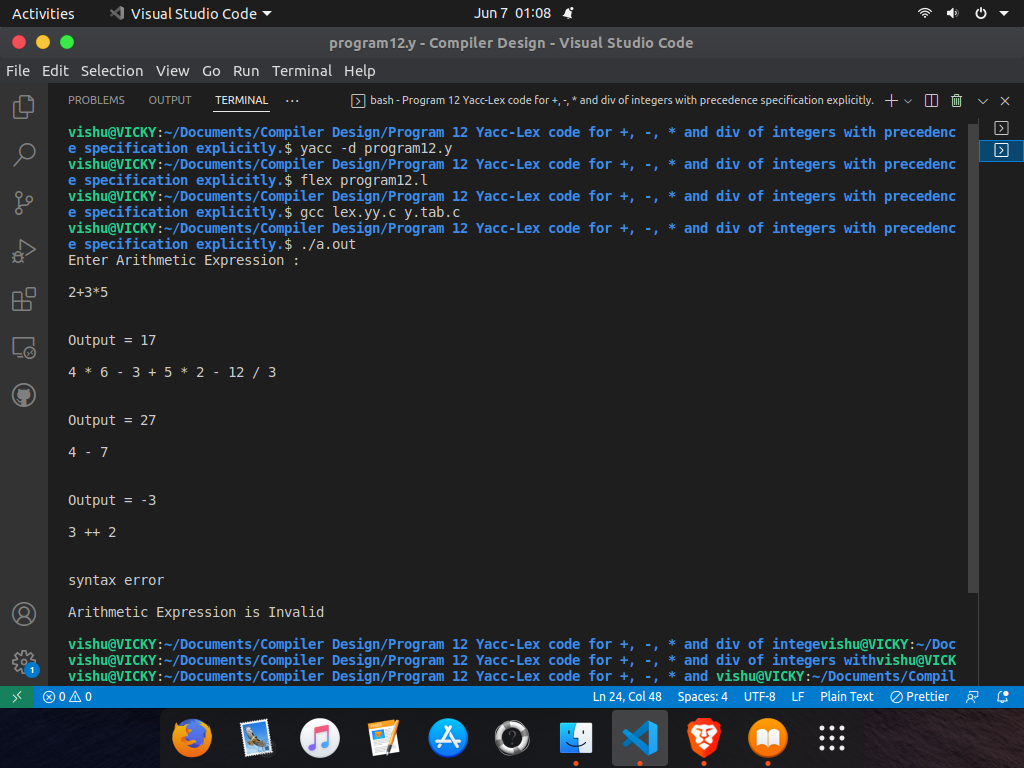 Activities Visual Studio Code Jun 7 01:08
program12.y - Compiler Design - Visual Studio Code
File Edit Selection View Go Run Terminal Help
PROBLEMS OUTPUT TERMINAL ... bash - Program 12 Yacc-Lex code for +, -, * and div of integers with precedence specification explicitly.
vishu@VICKY:~/Documents/Compiler Design/Program 12 Yacc-Lex code for +, -, * and div of integers with precedenc
e specification explicitly.$ yacc -d program12.y
vishu@VICKY:~/Documents/Compiler Design/Program 12 Yacc-Lex code for +, -, * and div of integers with precedenc
e specification explicitly.$ flex program12.l
vishu@VICKY:~/Documents/Compiler Design/Program 12 Yacc-Lex code for +, -, * and div of integers with precedenc
e specification explicitly.$ gcc lex.yy.c y.tab.c
vishu@VICKY:~/Documents/Compiler Design/Program 12 Yacc-Lex code for +, -, * and div of integers with precedenc
e specification explicitly.$ ./a.out
Enter Arithmetic Expression :
2+3*5
Output = 17
4 * 6 - 3 + 5 * 2 - 12 / 3
Output = 27
4 - 7
Output = -3
3 ++ 2
syntax error
Arithmetic Expression is Invalid
vishu@VICKY:~/Documents/Compiler Design/Program 12 Yacc-Lex code for +, -, * and div of integevishu@VICKY:~/Doc
vishu@VICKY:~/Documents/Compiler Design/Program 12 Yacc-Lex code for +, -, * and div of integers withvishu@VICK
vishu@VICKY:~/Documents/Compiler Design/Program 12 Yacc-Lex code for +, -, * and vishu@VICKY:~/Documents/Compil
1
0 0 Ln 24, Col 48 Spaces: 4 UTF-8 LF Plain Text Prettier